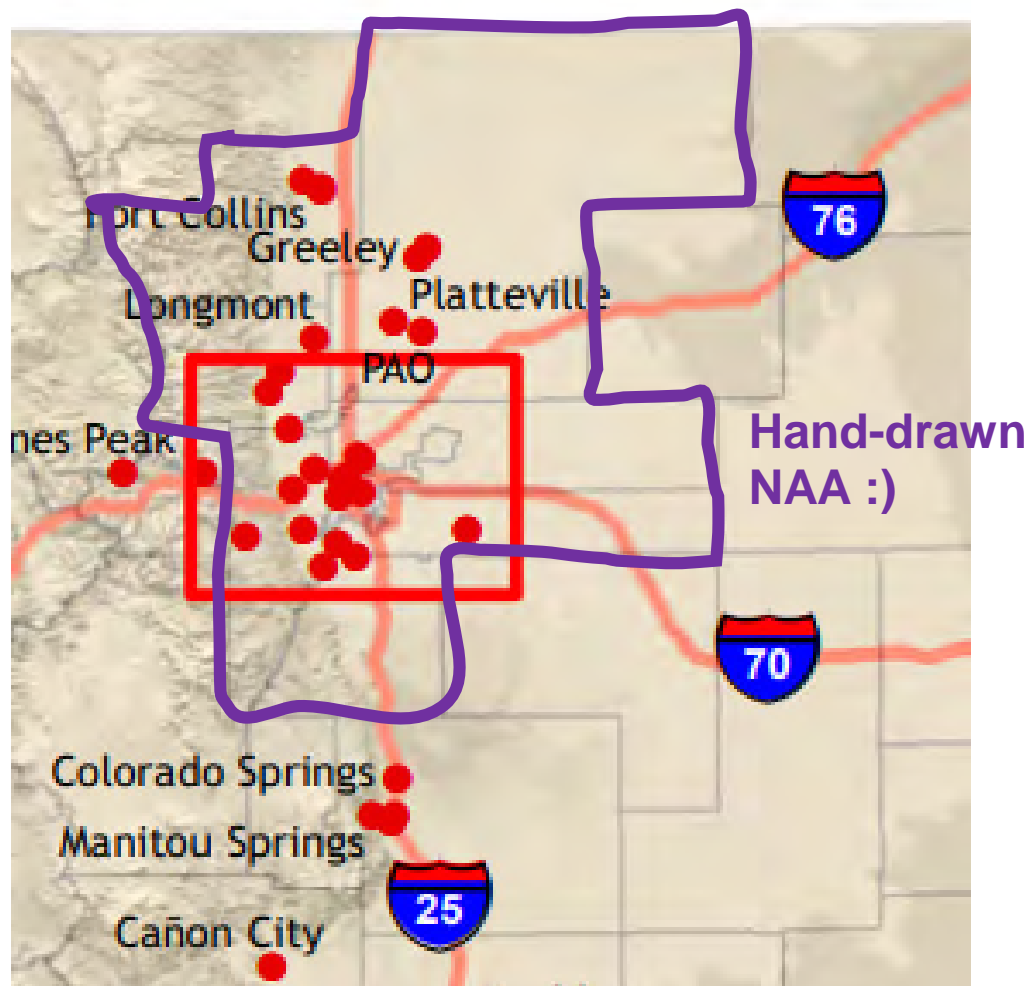 Fort Collins
76
Greeley
Longmont
Platteville
PAO
nes Peak
Hand-drawn
NAA :)
70
Colorado Springs
Manitou Springs
25
Cañon City